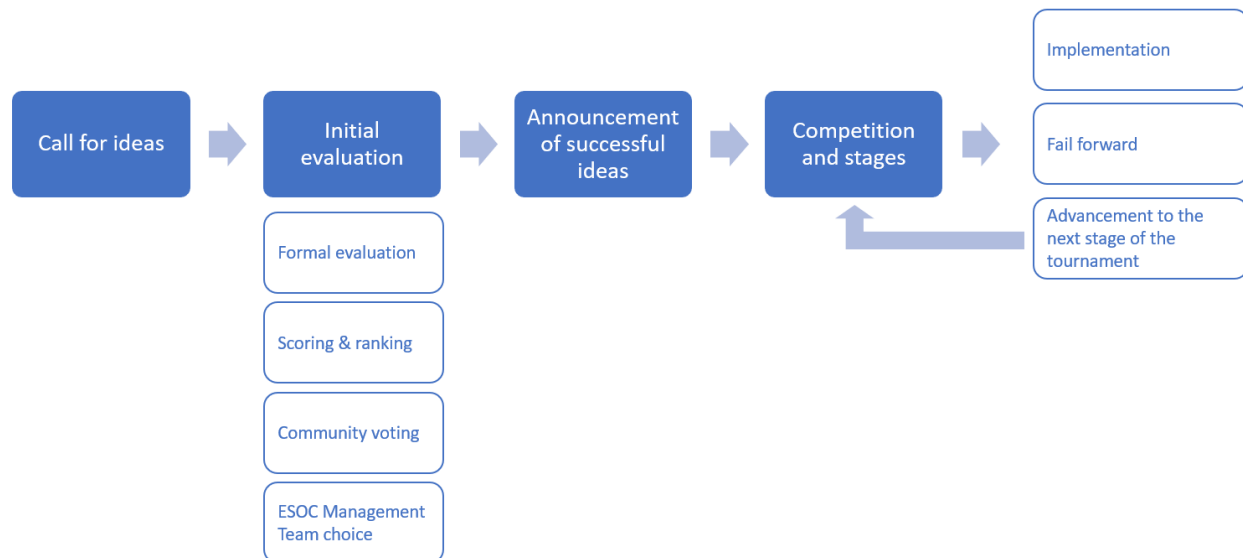 Call for ideas
Initial
evaluation
Formal evaluation
Scoring & ranking
Community voting
ESOC Management
Team choice
Announcement
of successful
ideas
Competition
and stages
Implementation
Fail forward
Advancement to the
next stage of the
tournament